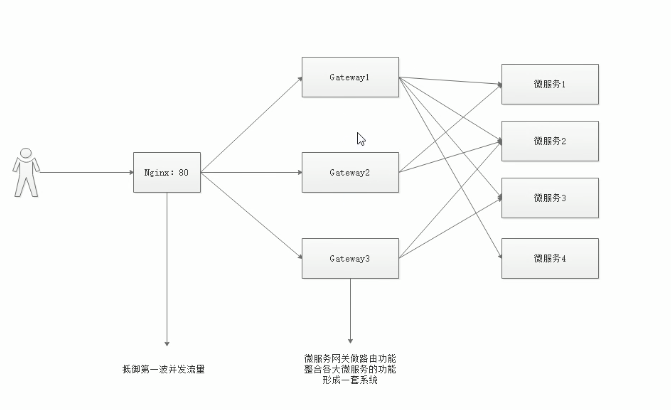 Gateway1
微服务1
微服务2
Nginx: 80
Gateway2
微服务3
Gateway3
微服务4
抵御第一波并发流量
微服务网关做路由功能
整合各大微服务的功能
形成一套系统